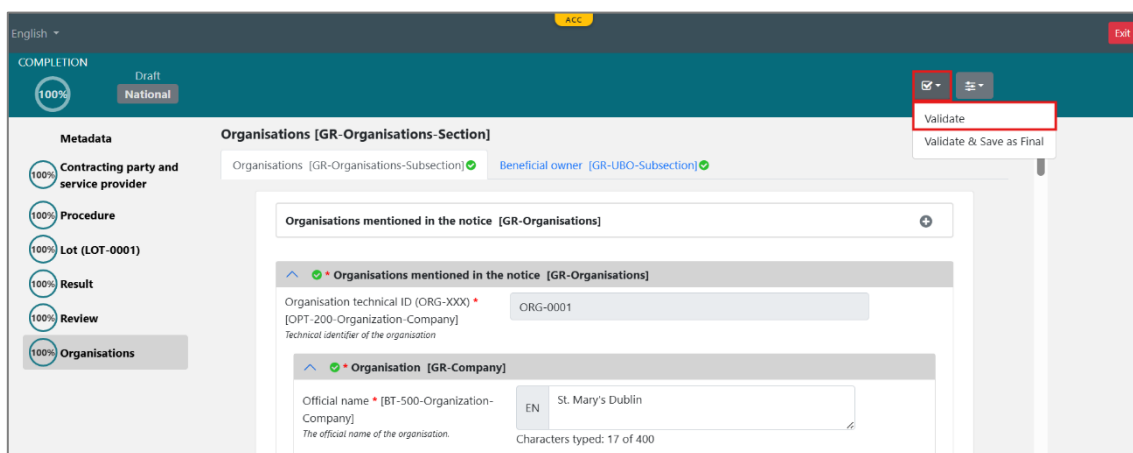 ACC
English
Exit
COMPLETION
100%
Draft
National
Validate
Validate & Save as Final
Metadata
100% Contracting party and
service provider
100% Procedure
100% Lot (LOT-0001)
100% Result
100% Review
100% Organisations
Organisations [GR-Organisations-Section]
Organisations [GR-Organisations-Subsection] Beneficial owner [GR-UBO-Subsection]
Organisations mentioned in the notice [GR-Organisations]
* Organisations mentioned in the notice [GR-Organisations]
Organisation technical ID (ORG-XXX) *
[OPT-200-Organization-Company]
Technical identifier of the organisation
ORG-0001
* Organisation [GR-Company]
Official name * [BT-500-Organization-
Company]
The official name of the organisation.
EN
St. Mary's Dublin
Characters typed: 17 of 400